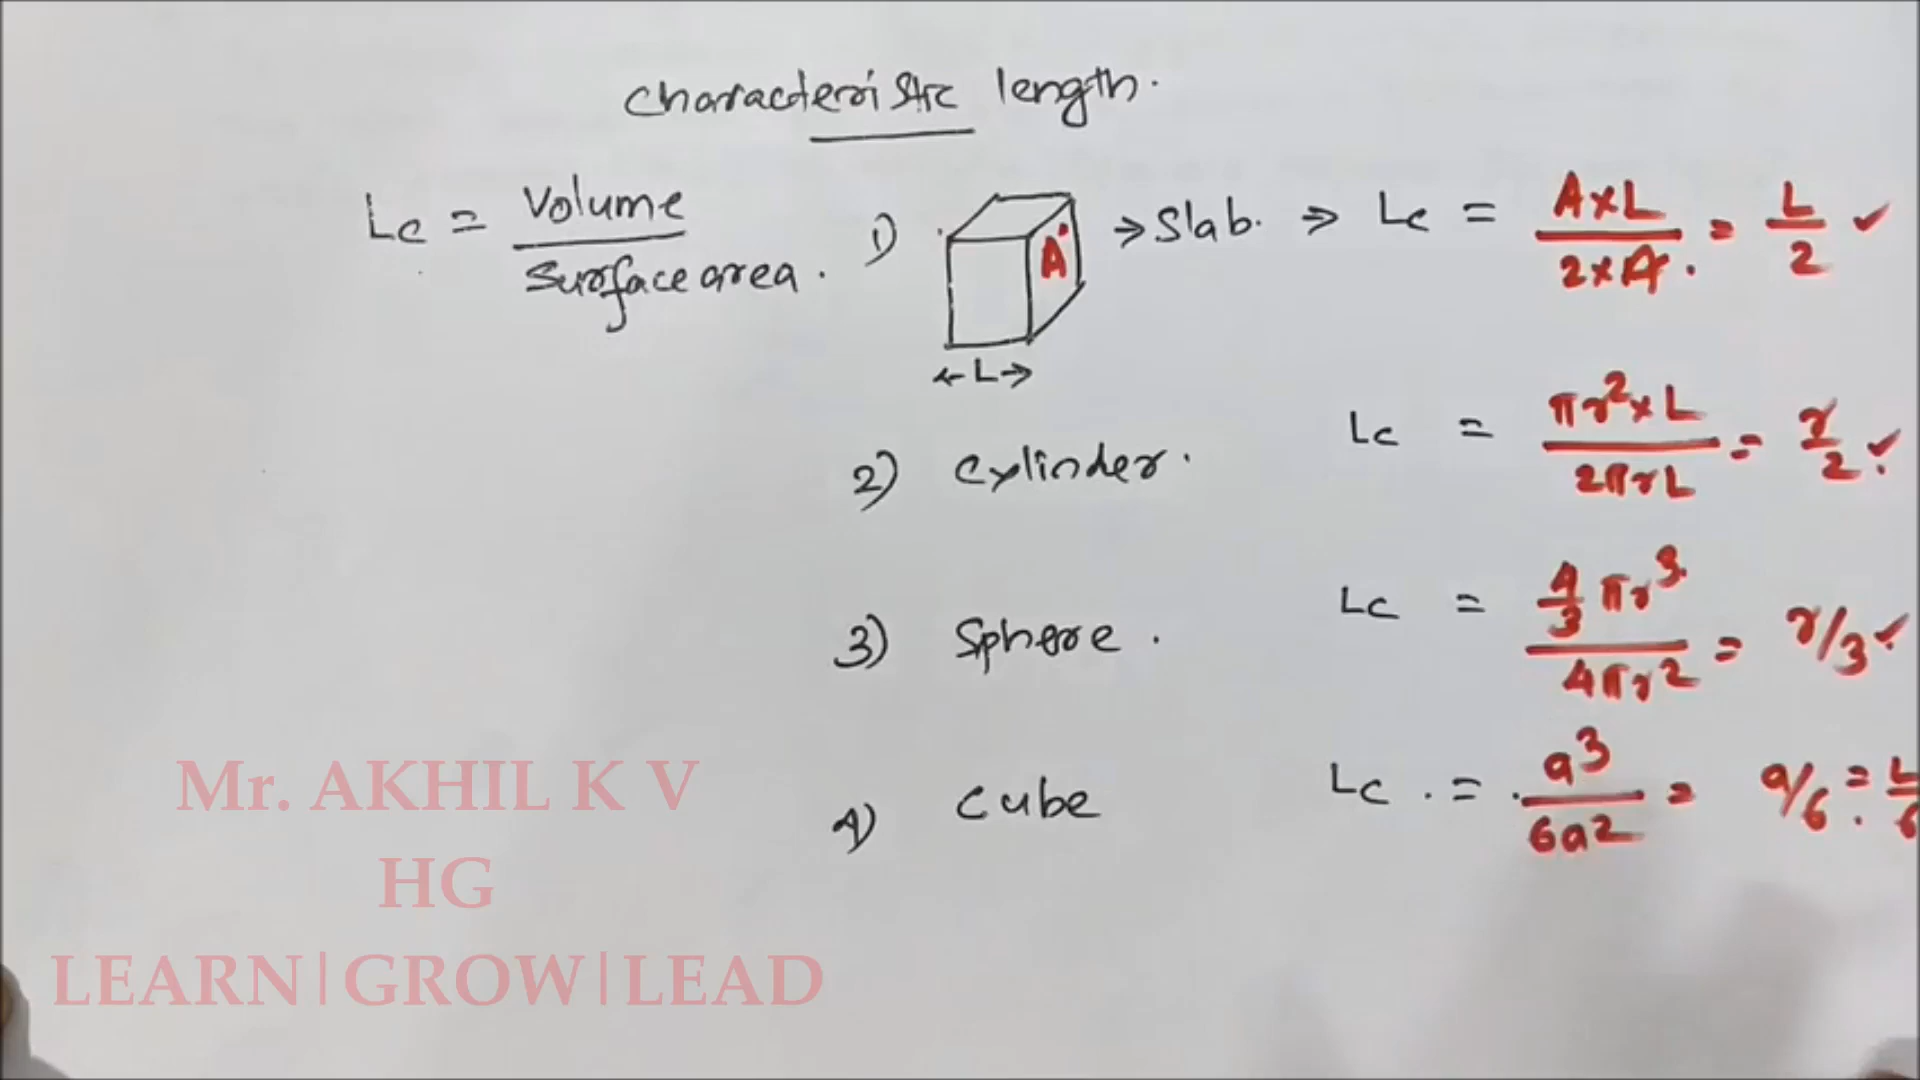 characteristic length.
Lc = Volume / Surface area.
1) A L → Slab. → Lc = A×L / 2×A. = L/2 ✓
2) cylinder. Lc = πr²×L / 2πrL = r/2 ✓.
3) Sphere. Lc = 4/3 πr³ / 4πr² = r/3 ✓
4) cube Lc . = . a³ / 6a² = a/6 = L/6
Mr. AKHIL K V
HG
LEARN|GROW|LEAD